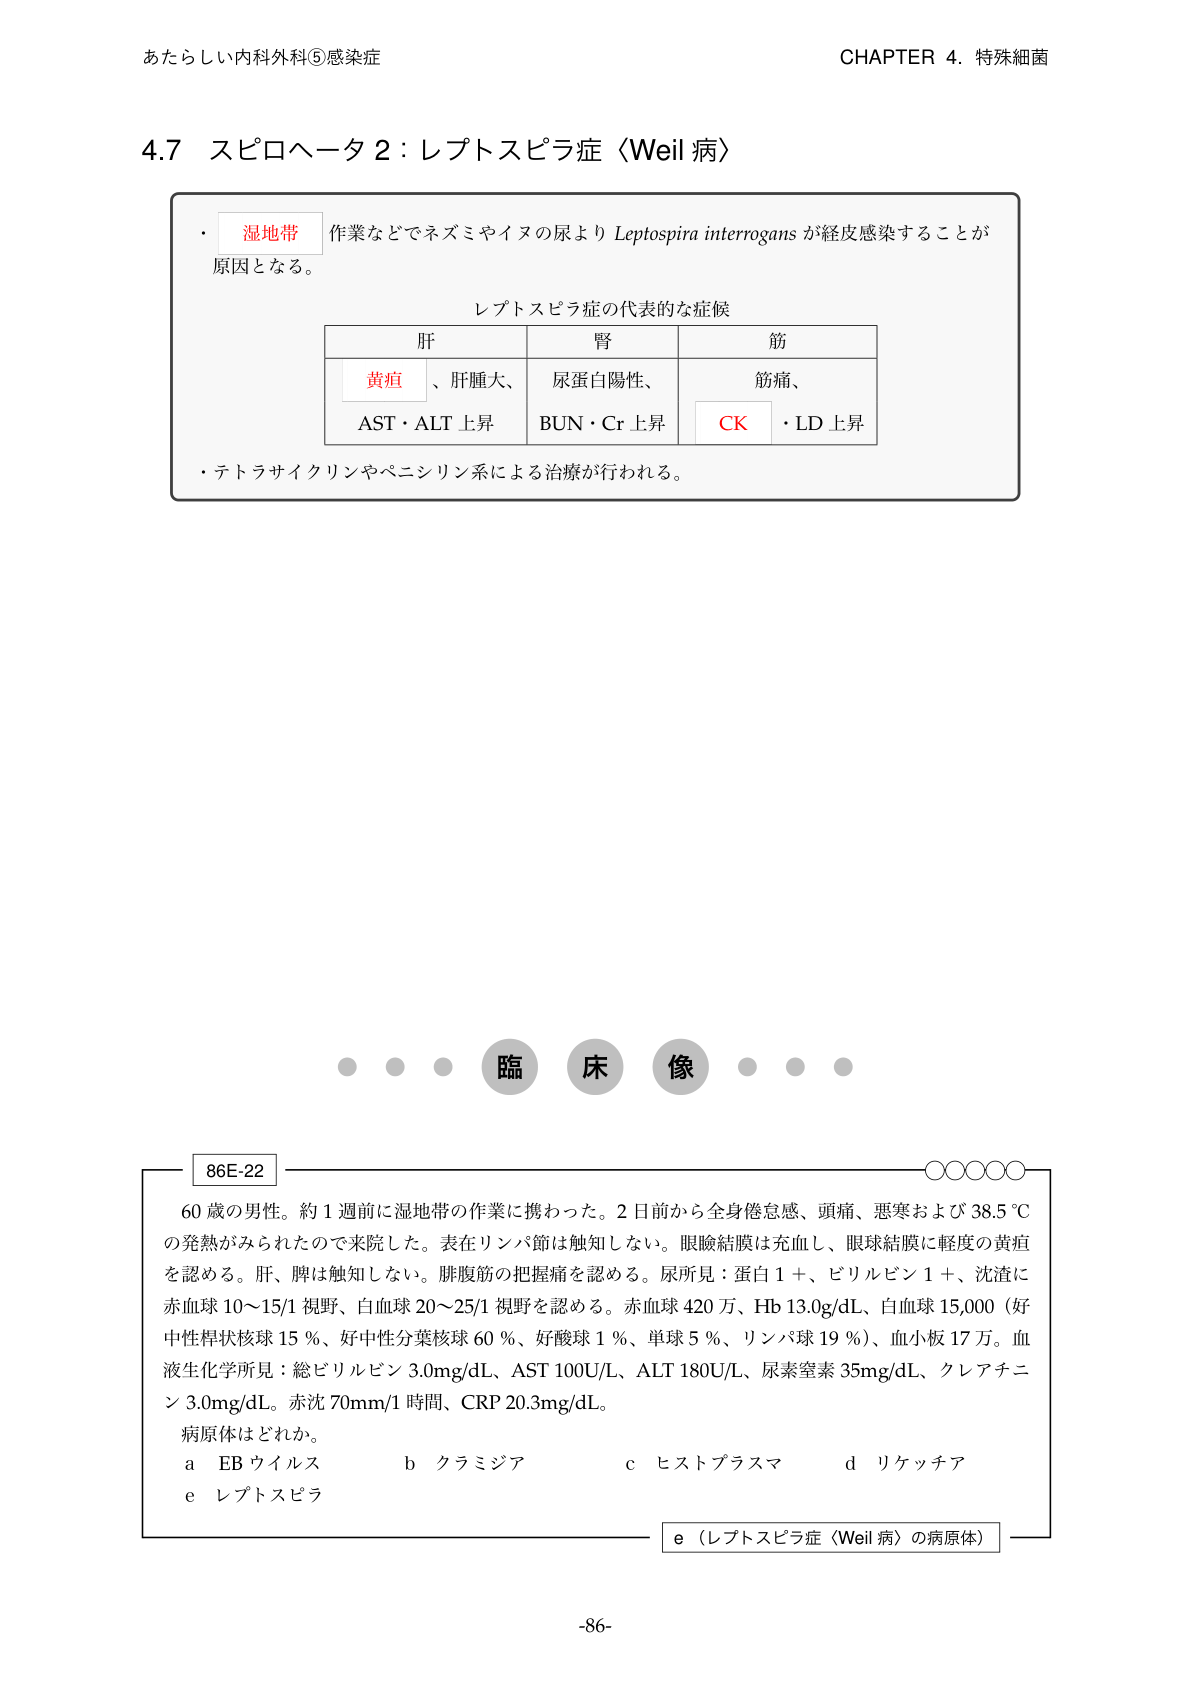 あたらしい内科外科⑤感染症 CHAPTER 4. 特殊細菌
4.7 スピロヘータ 2：レプトスピラ症〈Weil 病〉
・ 湿地帯 作業などでネズミやイヌの尿より Leptospira interrogans が経皮感染することが
原因となる。
レプトスピラ症の代表的な症候
肝 腎 筋
黄疸 、肝腫大、 尿蛋白陽性、 筋痛、
AST・ALT 上昇 BUN・Cr 上昇 CK ・LD 上昇
・テトラサイクリンやペニシリン系による治療が行われる。
臨 床 像
86E-22
60 歳の男性。約 1 週前に湿地帯の作業に携わった。2 日前から全身倦怠感、頭痛、悪寒および 38.5 ℃
の発熱がみられたので来院した。表在リンパ節は触知しない。眼瞼結膜は充血し、眼球結膜に軽度の黄疸
を認める。肝、脾は触知しない。腓腹筋の把握痛を認める。尿所見：蛋白 1 ＋、ビリルビン 1 ＋、沈渣に
赤血球 10〜15/1 視野、白血球 20〜25/1 視野を認める。赤血球 420 万、Hb 13.0g/dL、白血球 15,000（好
中性桿状核球 15 ％、好中性分葉核球 60 ％、好酸球 1 ％、単球 5 ％、リンパ球 19 ％）、血小板 17 万。血
液生化学所見：総ビリルビン 3.0mg/dL、AST 100U/L、ALT 180U/L、尿素窒素 35mg/dL、クレアチニ
ン 3.0mg/dL。赤沈 70mm/1 時間、CRP 20.3mg/dL。
病原体はどれか。
a EB ウイルス b クラミジア c ヒストプラスマ d リケッチア
e レプトスピラ
e （レプトスピラ症〈Weil 病〉の病原体）
-86-